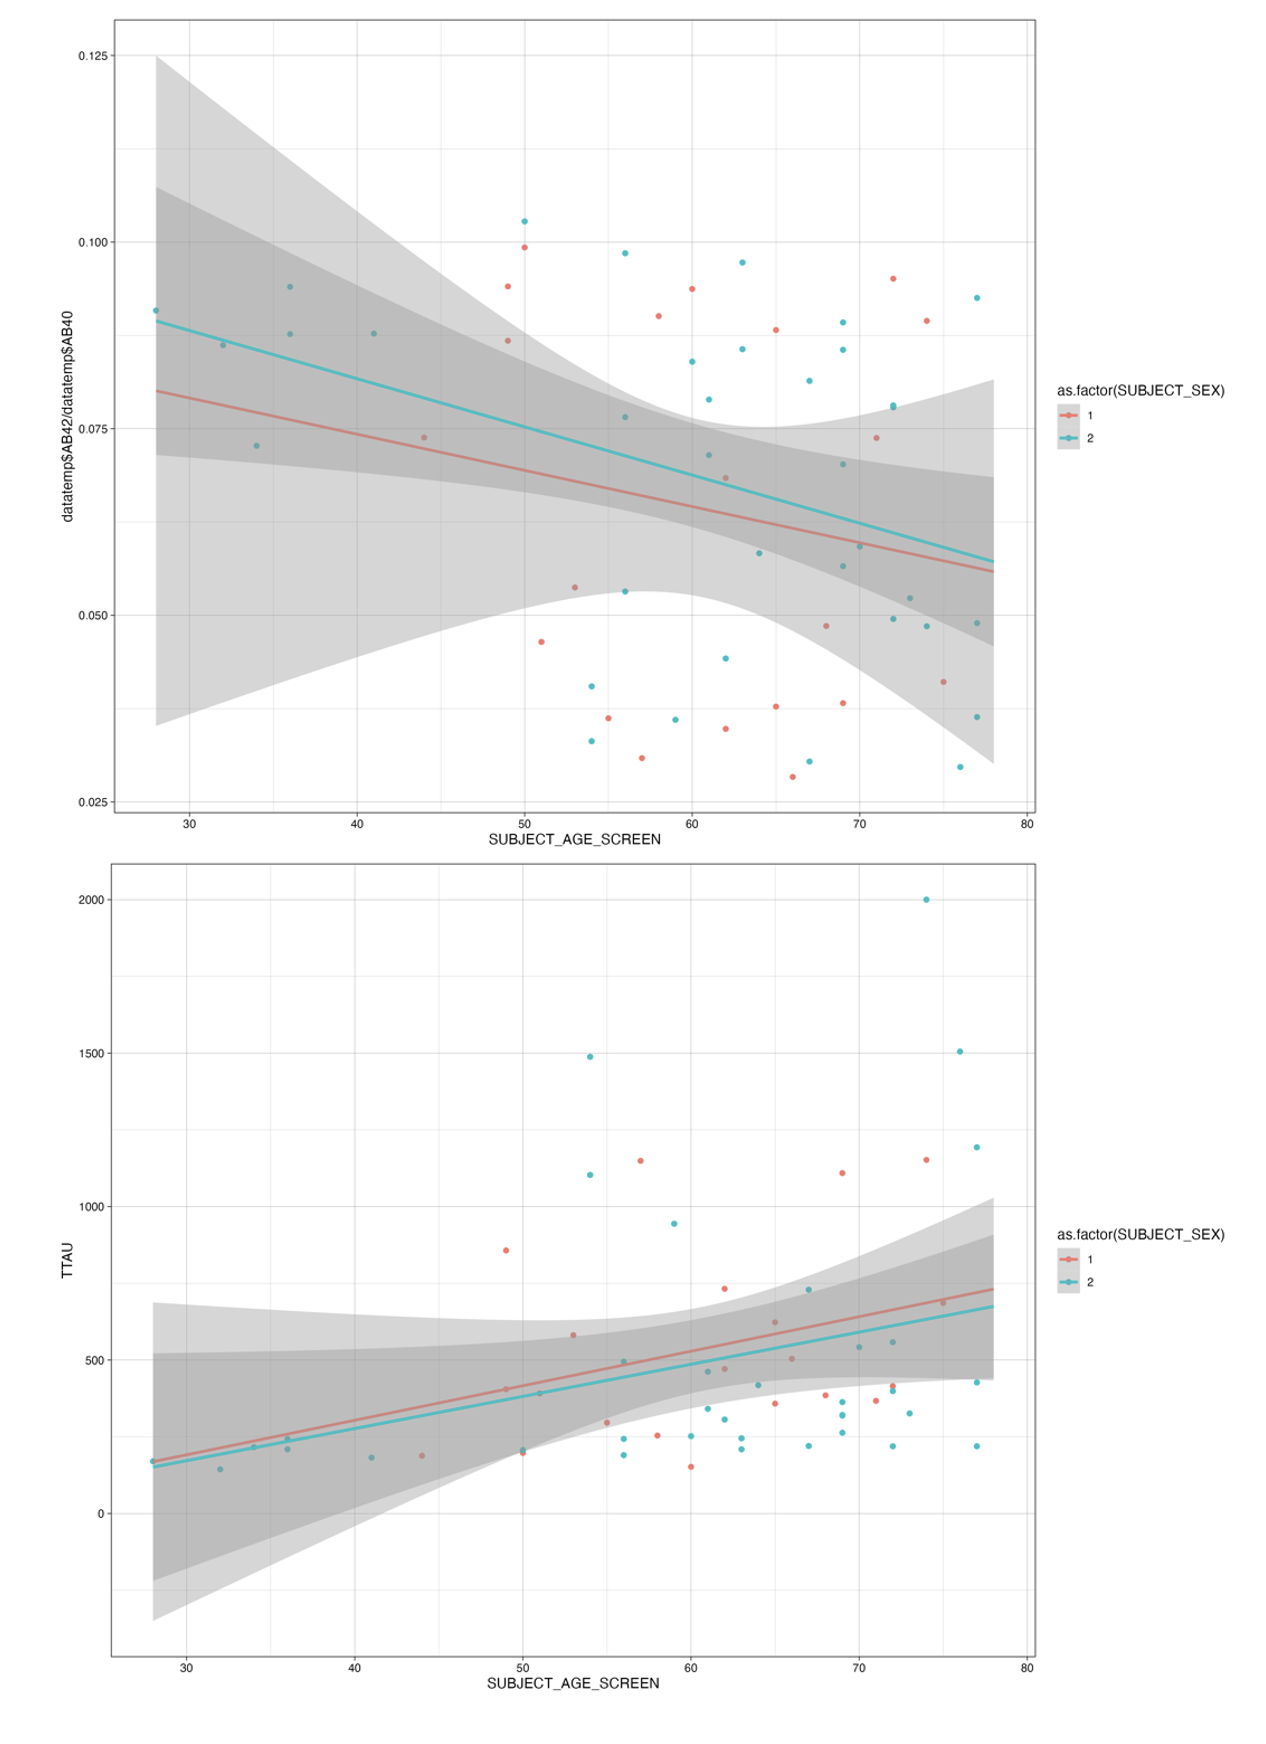 0.125
0.100
0.075
0.050
0.025
datatemp$AB42/datatemp$AB40
30 40 50 60 70 80
SUBJECT_AGE_SCREEN
as.factor(SUBJECT_SEX)
1
2
2000
1500
1000
500
0
TTAU
30 40 50 60 70 80
SUBJECT_AGE_SCREEN
as.factor(SUBJECT_SEX)
1
2